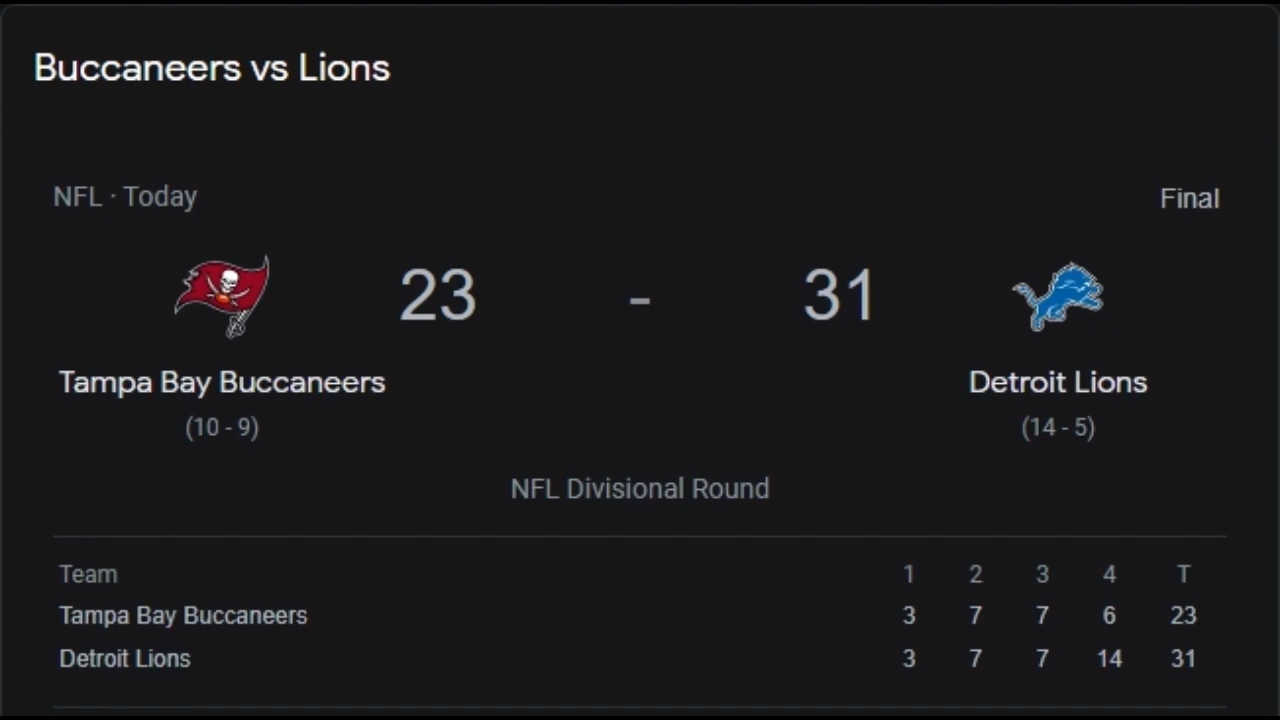 Buccaneers vs Lions
NFL · Today Final
23 - 31
Tampa Bay Buccaneers Detroit Lions
(10 - 9) (14 - 5)
NFL Divisional Round
Team 1 2 3 4 T
Tampa Bay Buccaneers 3 7 7 6 23
Detroit Lions 3 7 7 14 31